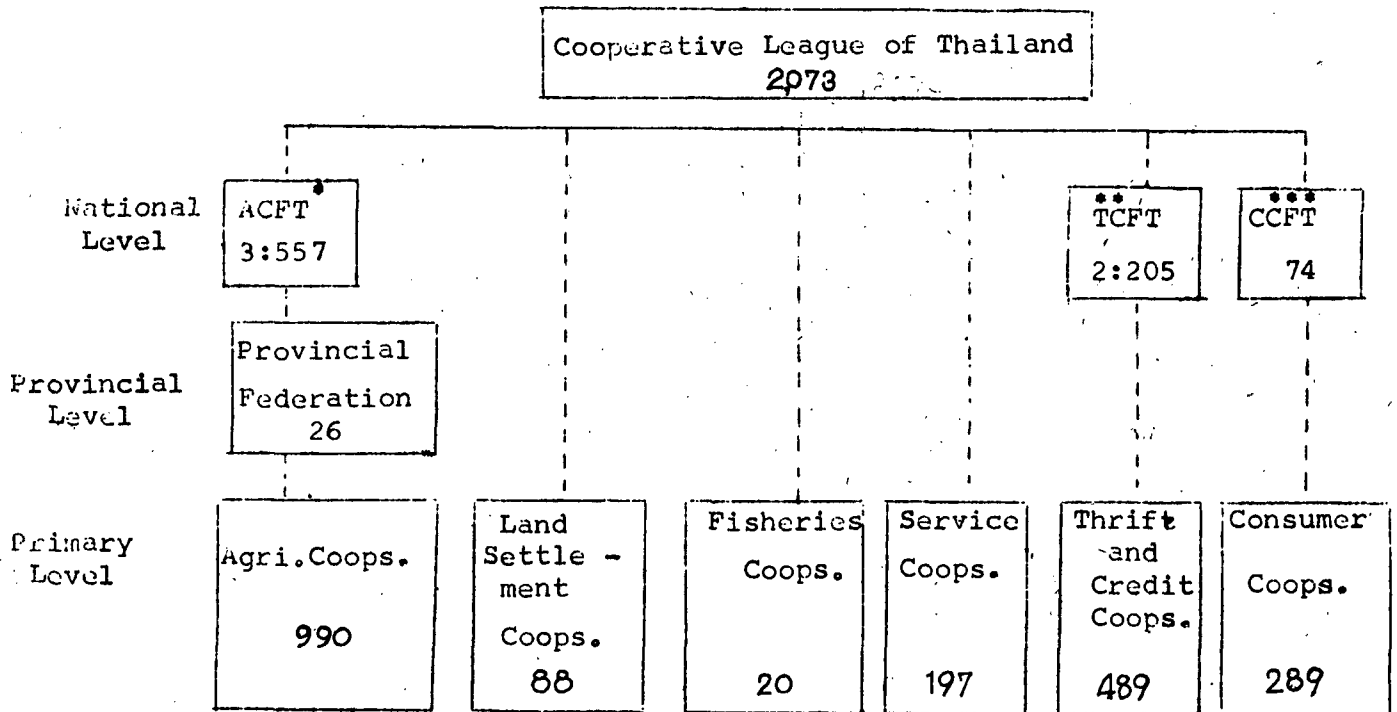 Cooperative League of Thailand
2,073
National
Level
ACFT *
3:557
**
TCFT
2:205
***
CCFT
74
Provincial
Level
Provincial
Federation
26
Primary
Level
Agri.Coops.
990
Land
Settle -
ment
Coops.
88
Fisheries
Coops.
20
Service
Coops.
197
Thrift
and
Credit
Coops.
489
Consumer
Coops.
289